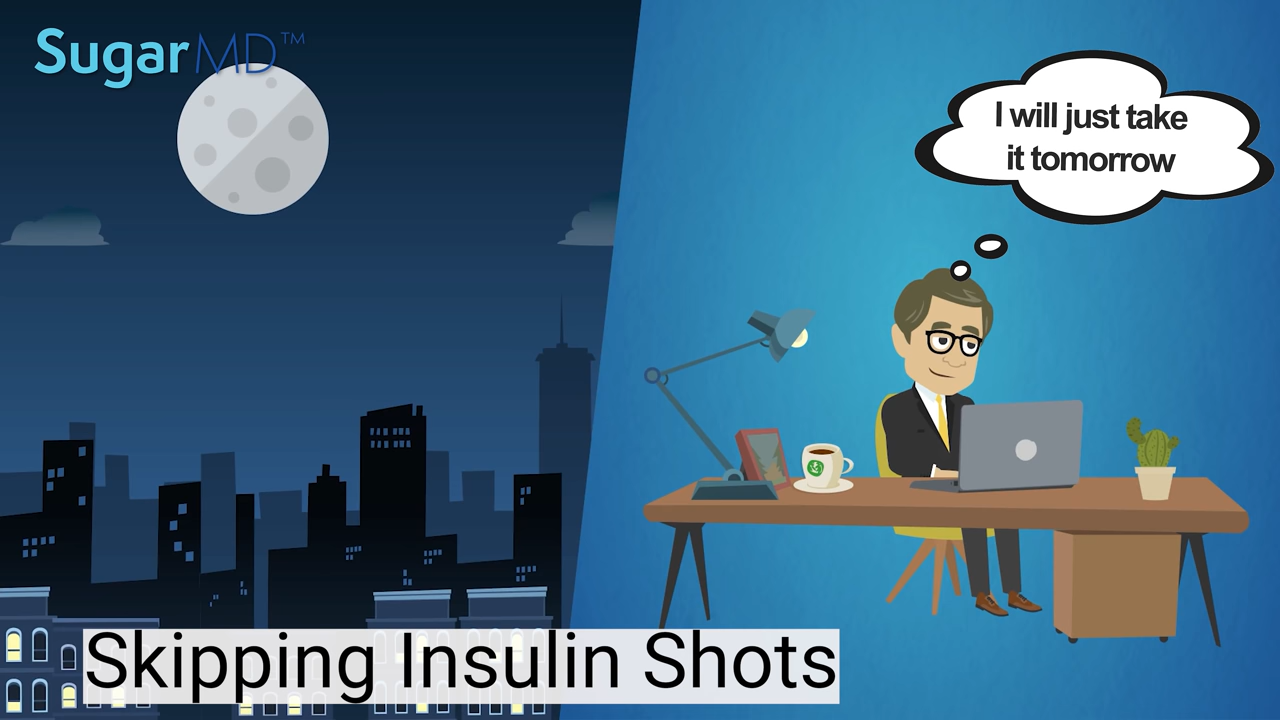 SugarMD™
I will just take
it tomorrow
Skipping Insulin Shots